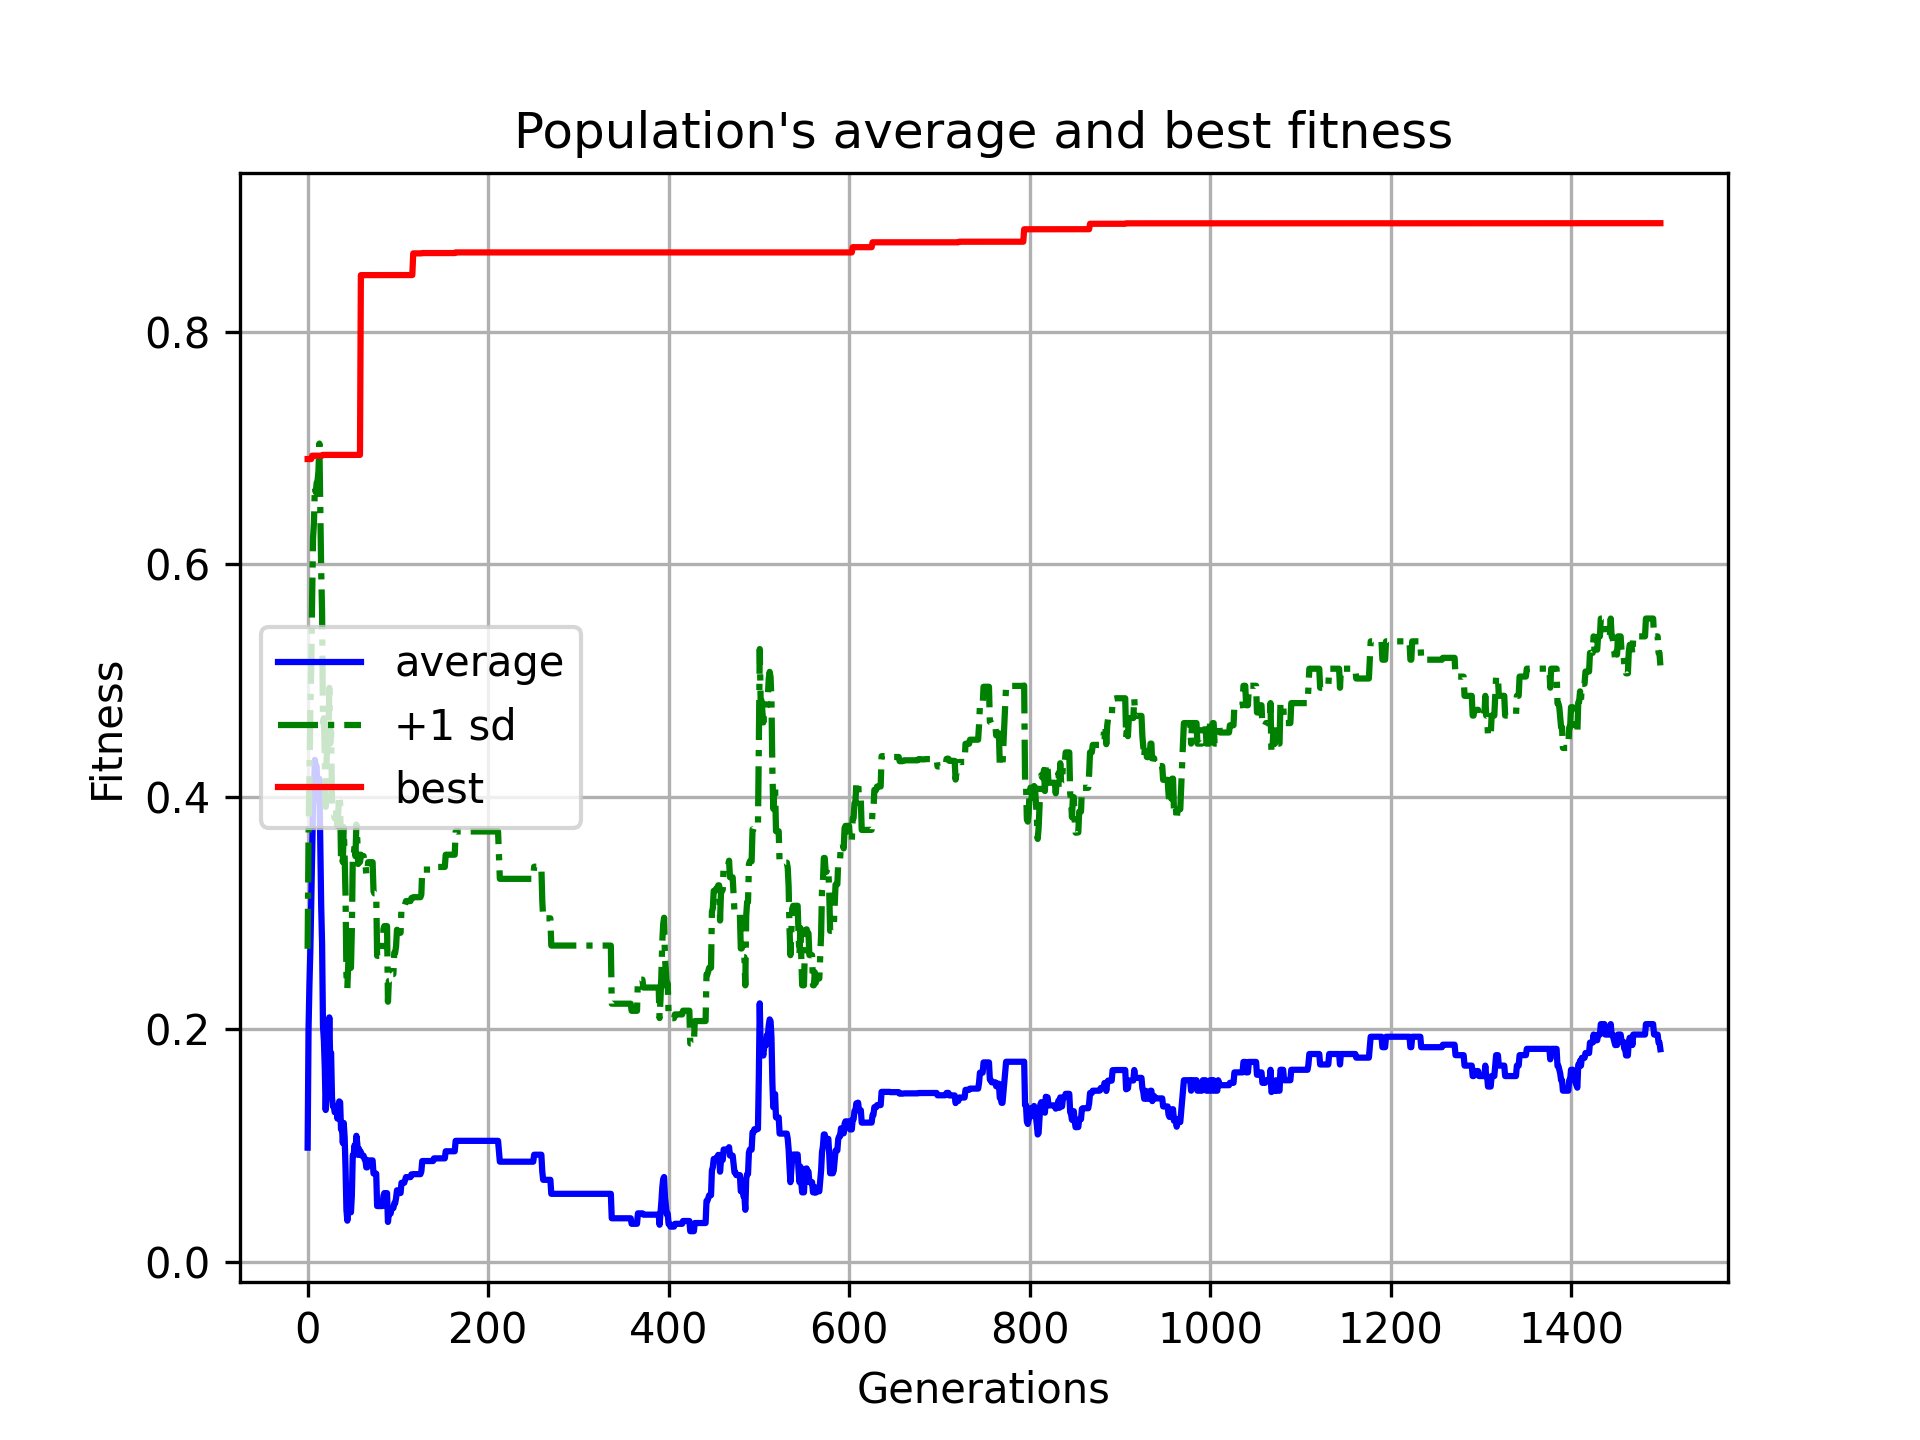 Population's average and best fitness
Fitness
0.8
0.6
0.4
0.2
0.0
average
+1 sd
best
0 200 400 600 800 1000 1200 1400
Generations